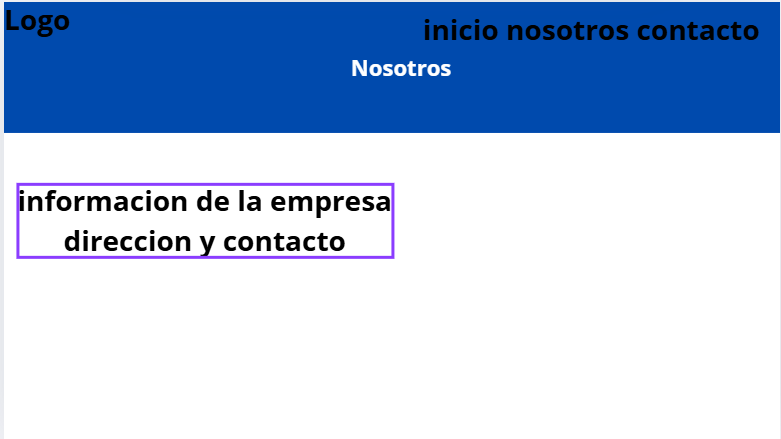 Logo
inicio nosotros contacto
Nosotros
informacion de la empresa
direccion y contacto